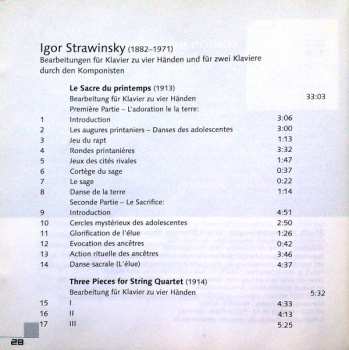 Igor Strawinsky (1882–1971)
Bearbeitungen für Klavier zu vier Händen und für zwei Klaviere
durch den Komponisten
Le Sacre du printemps (1913)
Bearbeitung für Klavier zu vier Händen 33:03
Première Partie – L'adoration le la terre:
1 Introduction 3:06
2 Les augures printaniers – Danses des adolescentes 3:00
3 Jeu du rapt 1:13
4 Rondes printanières 3:32
5 Jeux des cités rivales 1:47
6 Cortège du sage 0:37
7 Le sage 0:22
8 Danse de la terre 1:14
Seconde Partie – Le Sacrifice:
9 Introduction 4:51
10 Cercles mystérieux des adolescentes 2:50
11 Glorification de l'élue 1:26
12 Evocation des ancêtres 0:42
13 Action rituelle des ancêtres 3:46
14 Danse sacrale (L'élue) 4:37
Three Pieces for String Quartet (1914)
Bearbeitung für Klavier zu vier Händen 5:32
15 I 4:33
16 II 4:13
17 III 5:25
28